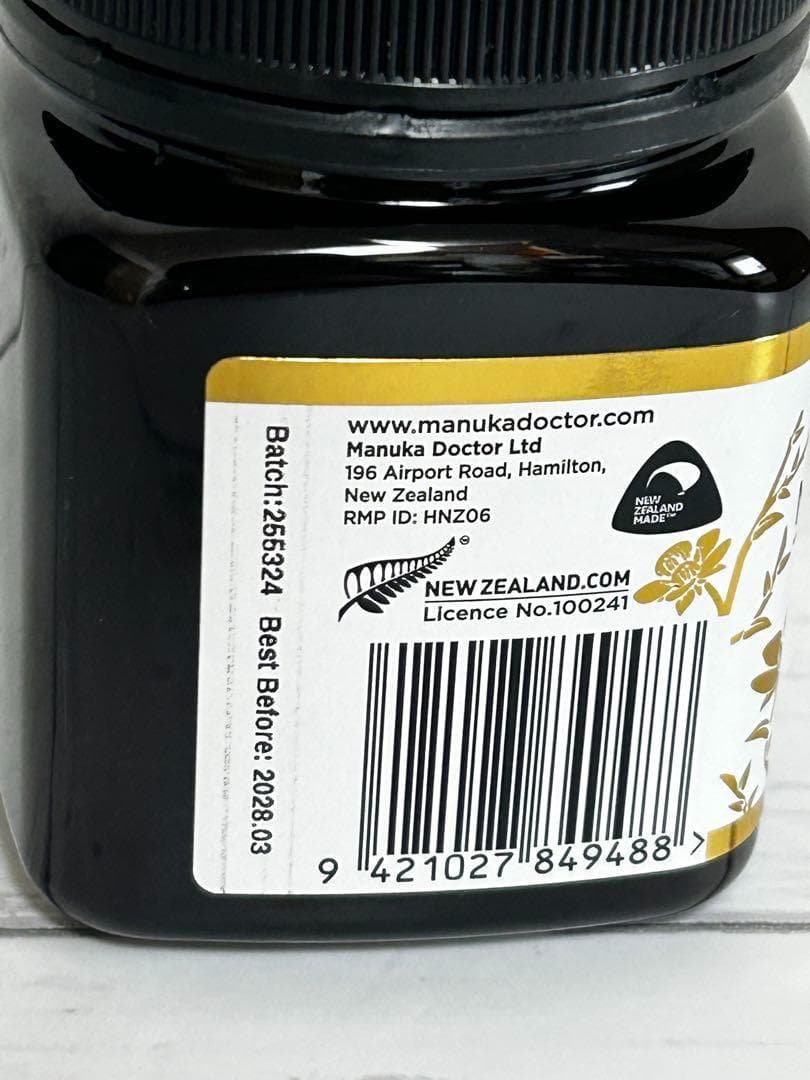 www.manukadoctor.com
Manuka Doctor Ltd
196 Airport Road, Hamilton,
New Zealand
RMP ID: HNZ06
NEW
ZEALAND
MADE™
NEW ZEALAND.COM
Licence No.100241
Batch:255324 Best Before: 2028.03
9 421027 849488 >